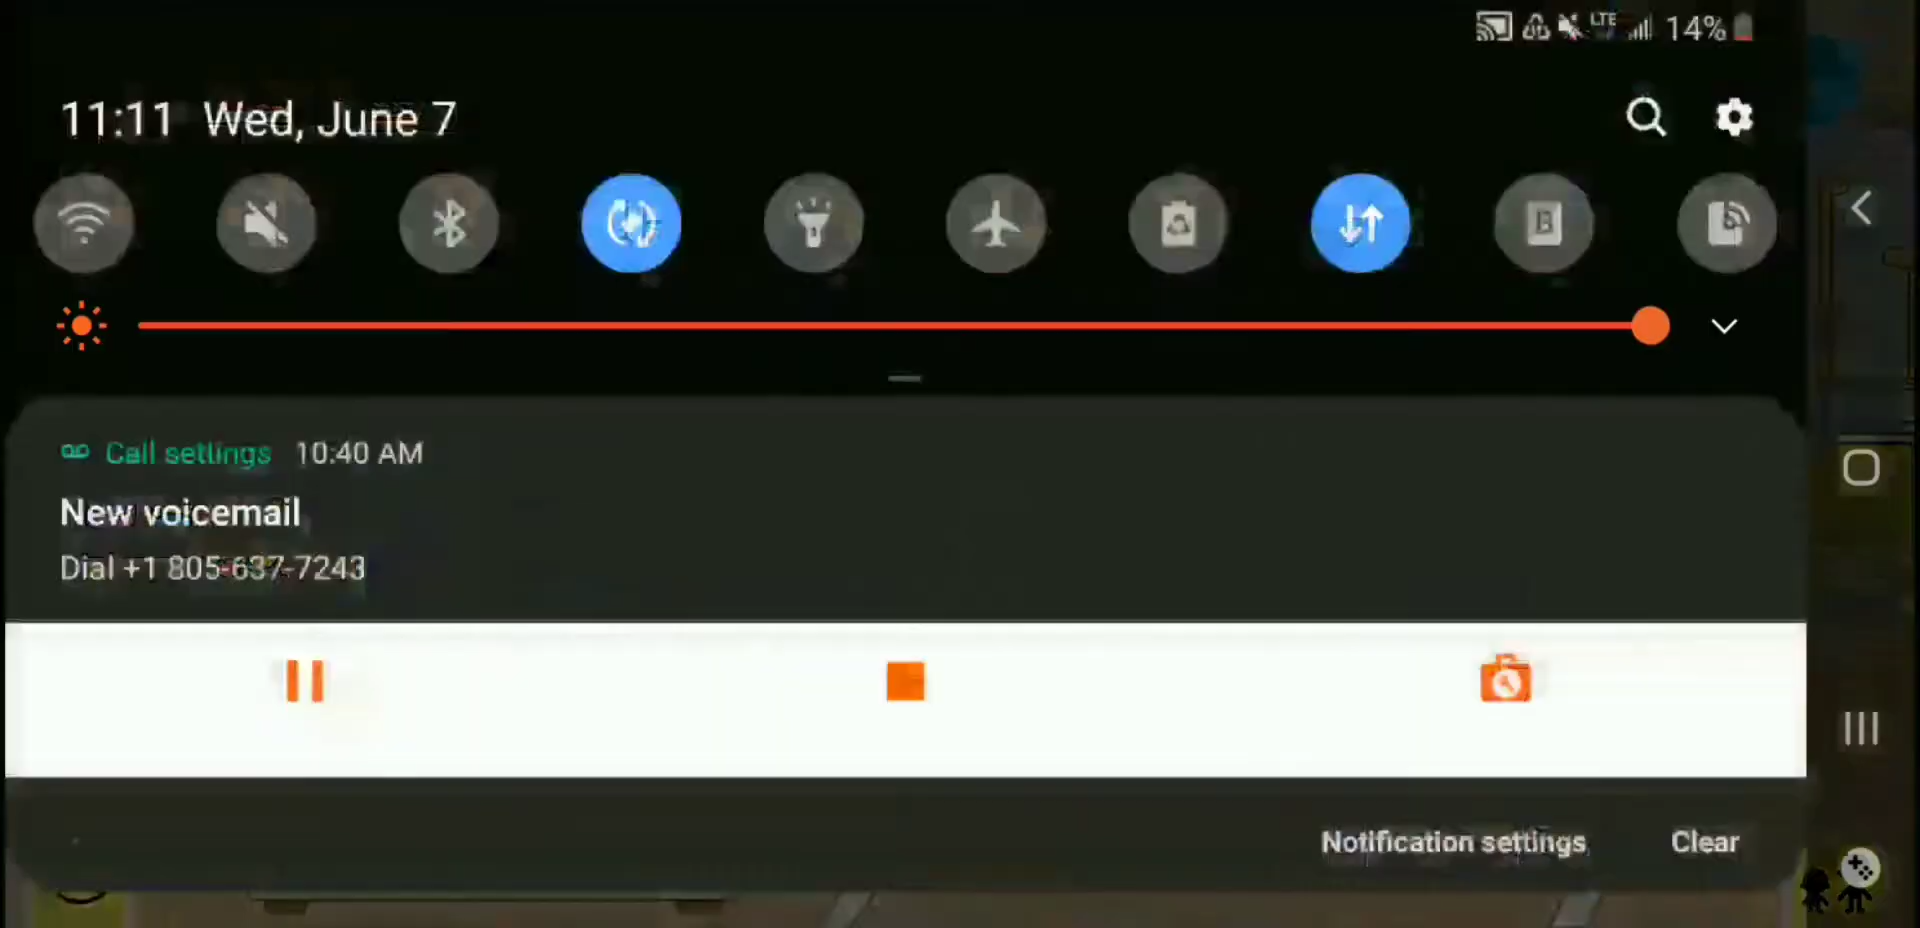 LTE 14%
11:11 Wed, June 7
B
Call settings 10:40 AM
New voicemail
Dial +1 805-637-7243
Notification settings Clear